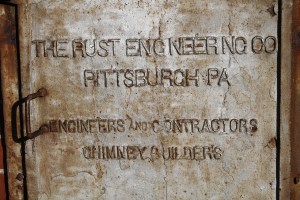 THE RUST ENGINEERING CO
PITTSBURGH PA
ENGINEERS AND CONTRACTORS
CHIMNEY BUILDERS